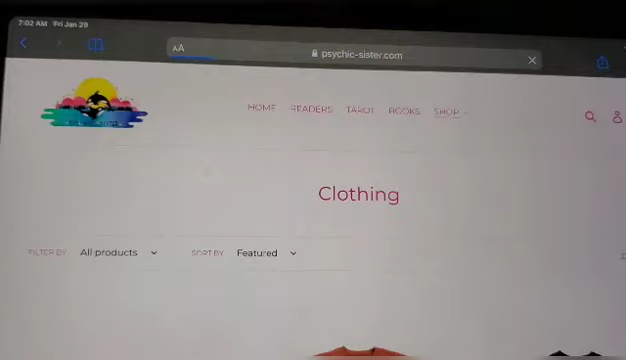 7:02 AM Fri Jan 29
AA psychic-sister.com
HOME READERS TAROT BOOKS SHOP
Clothing
FILTER BY All products SORT BY Featured